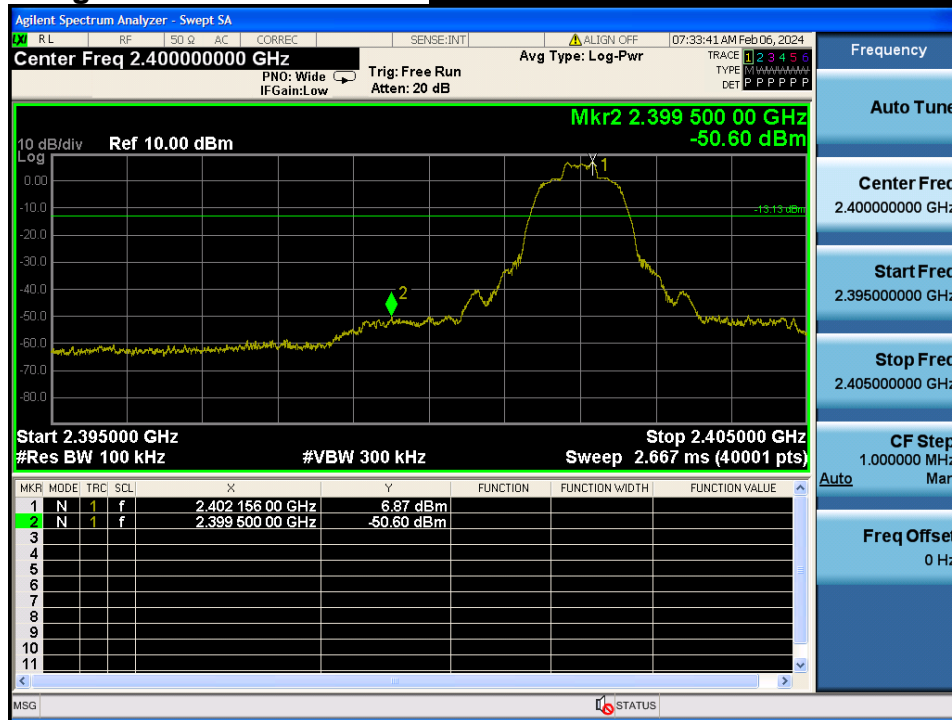 Agilent Spectrum Analyzer - Swept SA
LXI R L RF 50 Ω AC CORREC SENSE:INT ALIGN OFF 07:33:41 AM Feb 06, 2024
Center Freq 2.400000000 GHz
PNO: Wide Trig: Free Run
IFGain:Low Atten: 20 dB
Avg Type: Log-Pwr
TRACE 1 2 3 4 5 6
TYPE M
DET P P P P P P
Mkr2 2.399 500 00 GHz
-50.60 dBm
10 dB/div Ref 10.00 dBm
Log
0.00
-10.0
-20.0
-30.0
-40.0
-50.0
-60.0
-70.0
-80.0
1
2
-13.13 dBm
Start 2.395000 GHz Stop 2.405000 GHz
#Res BW 100 kHz #VBW 300 kHz Sweep 2.667 ms (40001 pts)
MKR MODE TRC SCL X Y FUNCTION FUNCTION WIDTH FUNCTION VALUE
1 N 1 f 2.402 156 00 GHz 6.87 dBm
2 N 1 f 2.399 500 00 GHz -50.60 dBm
3
4
5
6
7
8
9
10
11
MSG STATUS
Frequency
Auto Tune
Center Freq
2.400000000 GHz
Start Freq
2.395000000 GHz
Stop Freq
2.405000000 GHz
CF Step
1.000000 MHz
Auto Man
Freq Offset
0 Hz